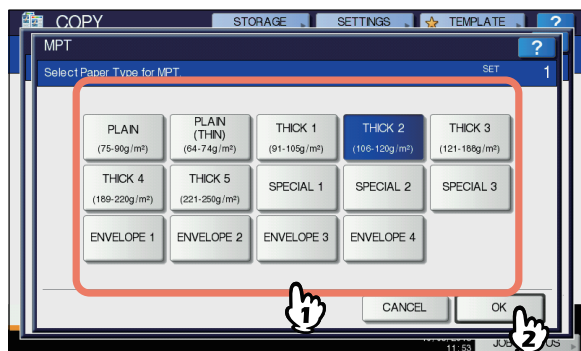 COPY
STORAGE
SETTINGS
TEMPLATE
?
MPT
?
Select Paper Type for MPT.
SET
1
PLAIN
(75-90g/m²)
PLAIN
(THIN)
(64-74g/m²)
THICK 1
(91-105g/m²)
THICK 2
(106-120g/m²)
THICK 3
(121-188g/m²)
THICK 4
(189-220g/m²)
THICK 5
(221-250g/m²)
SPECIAL 1
SPECIAL 2
SPECIAL 3
ENVELOPE 1
ENVELOPE 2
ENVELOPE 3
ENVELOPE 4
1
CANCEL
OK
2
11:53